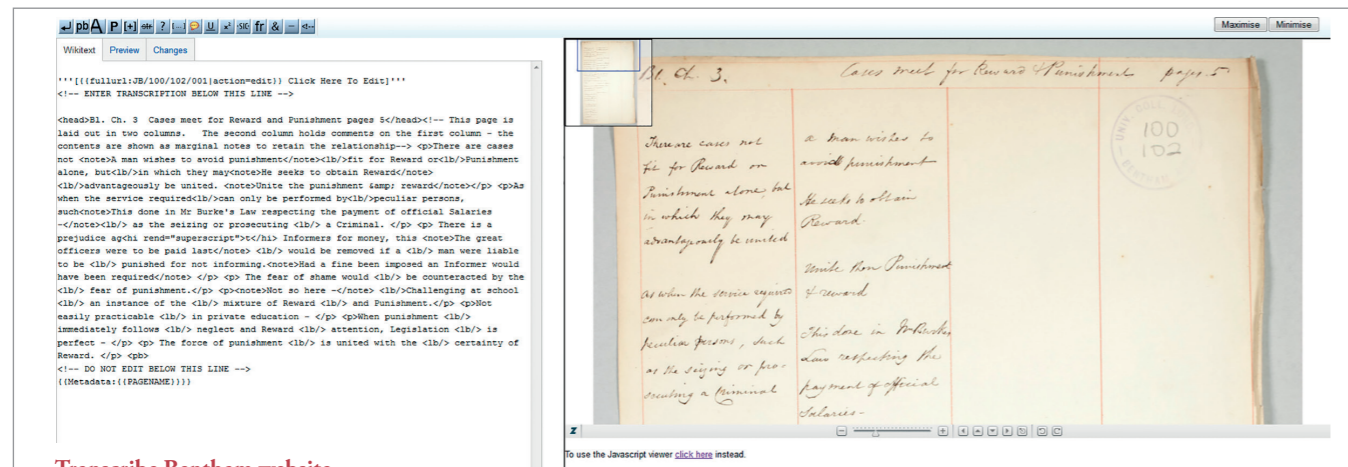 pb A P [+] str ? [...] U x² SIC fr & –
Maximise Minimise
Wikitext Preview Changes
'''[{{fullurl:JB/100/102/001|action=edit}} Click Here To Edit]'''
<!-- ENTER TRANSCRIPTION BELOW THIS LINE -->
<head>Bl. Ch. 3  Cases meet for Reward and Punishment pages 5</head><!-- This page is
laid out in two columns.   The second column holds comments on the first column - the
contents are shown as marginal notes to retain the relationship--> <p>There are cases
not <note>A man wishes to avoid punishment</note><lb/>fit for Reward or<lb/>Punishment
alone, but<lb/>in which they may<note>He seeks to obtain Reward</note>
<lb/>advantageously be united. <note>Unite the punishment &amp; reward</note></p> <p>As
when the service required<lb/>can only be performed by<lb/>peculiar persons,
such<note>This done in Mr Burke's Law respecting the payment of official Salaries
-</note><lb/> as the seizing or prosecuting <lb/> a Criminal. </p> <p> There is a
prejudice ag<hi rend="superscript">t</hi> Informers for money, this <note>The great
officers were to be paid last</note> <lb/> would be removed if a <lb/> man were liable
to be <lb/> punished for not informing.<note>Had a fine been imposed an Informer would
have been required</note> </p> <p> The fear of shame would <lb/> be counteracted by the
<lb/> fear of punishment.</p> <p><note>Not so here -</note> <lb/>Challenging at school
<lb/> an instance of the <lb/> mixture of Reward <lb/> and Punishment.</p> <p>Not
easily practicable <lb/> in private education - </p> <p>When punishment <lb/>
immediately follows <lb/> neglect and Reward <lb/> attention, Legislation <lb/> is
perfect - </p> <p> The force of punishment <lb/> is united with the <lb/> certainty of
Reward. </p> <pb>
<!-- DO NOT EDIT BELOW THIS LINE -->
{{Metadata:{{PAGENAME}}}}
Bl. Ch. 3. Cases meet for Reward & Punishment pages. 5
UNIV. COLL.
100
102
BENTHAM
There are cases not
fit for Reward or
Punishment alone, but
in which they may
advantageously be united
as when the service required
can only be performed by
peculiar persons, such
as the seizing or pro-
secuting a Criminal
a man wishes to
avoid punishment
He seeks to obtain
Reward.
Unite Punishment
& reward
This done in Mr Burkes
Law respecting the
payment of official
Salaries-
To use the Javascript viewer click here instead.
Transcribe Bentham website